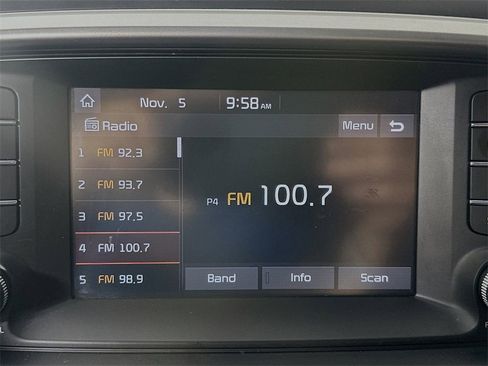 Nov. 5 9:58 AM
Radio Menu
1 FM 92.3
2 FM 93.7
3 FM 97.5
4 FM 100.7
5 FM 98.9
P4 FM 100.7
Band Info Scan